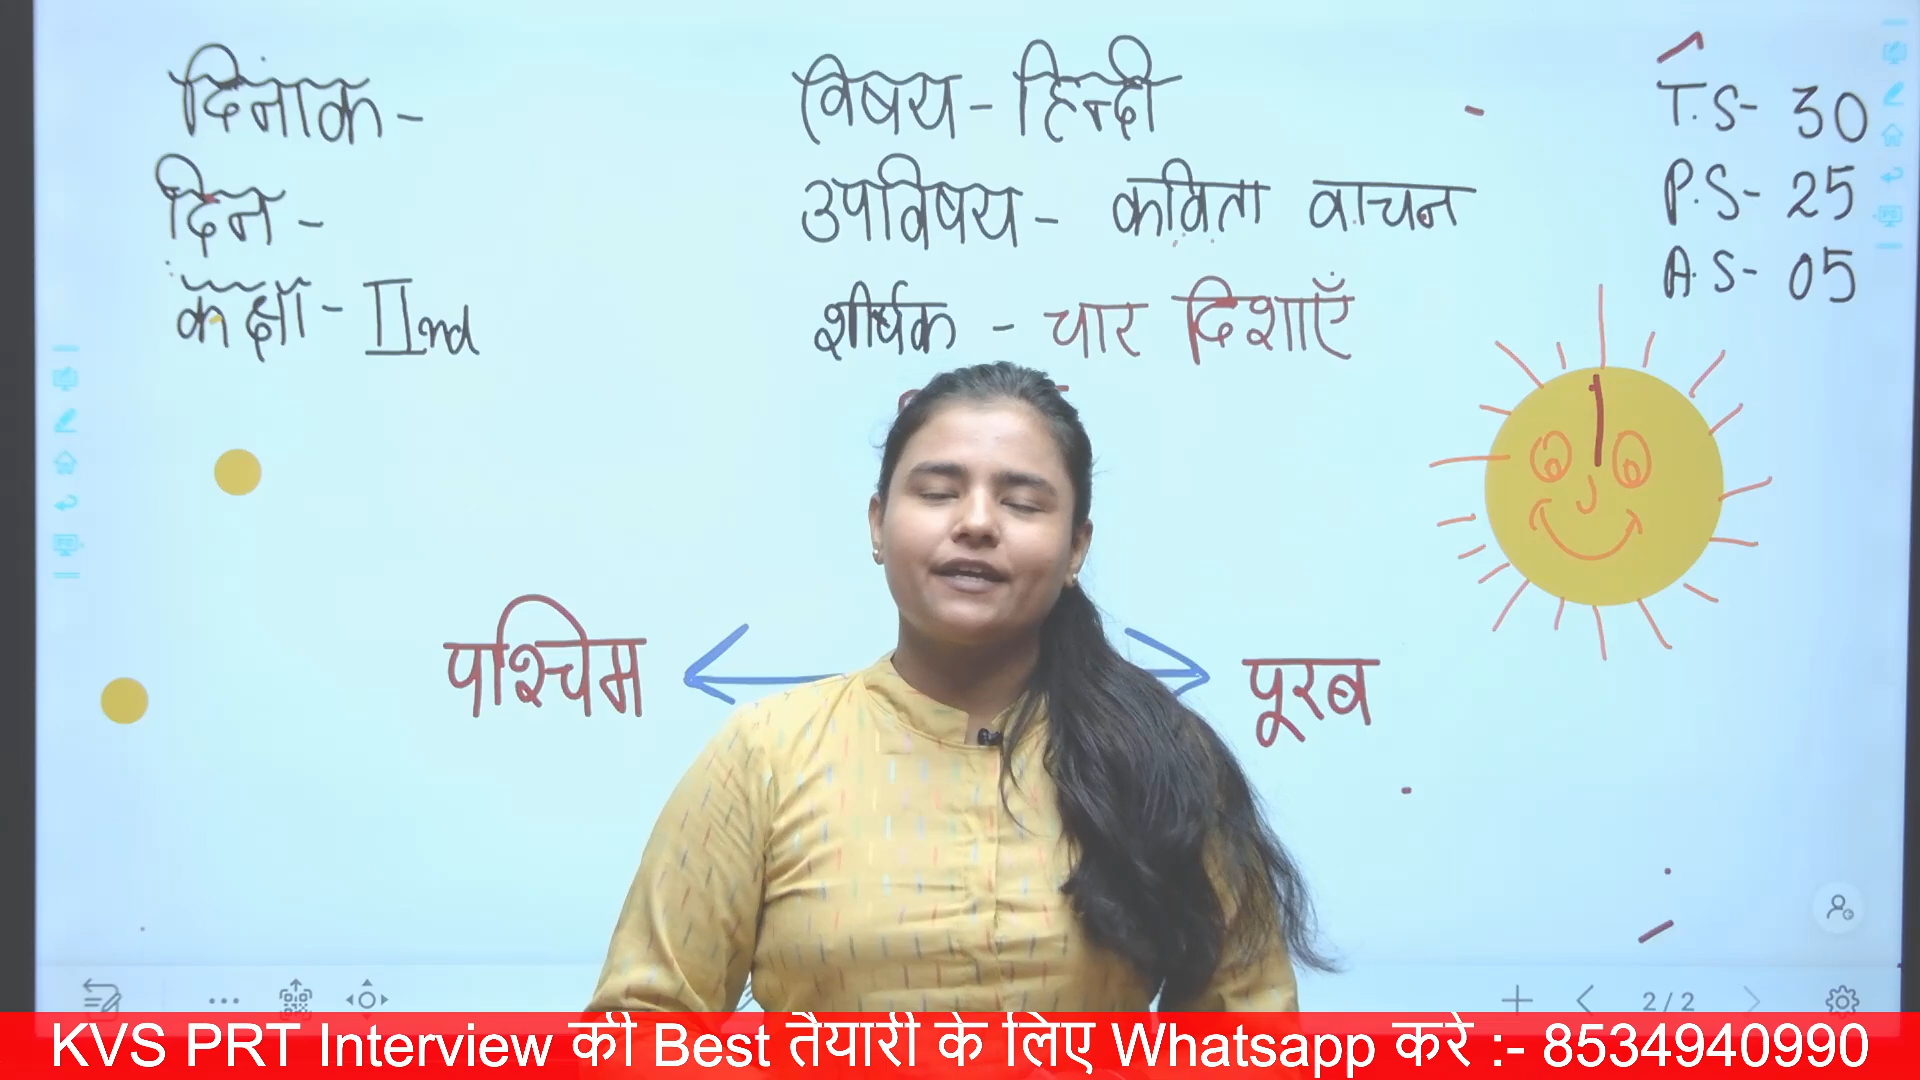 दिनांक -
दिन -
कक्षा - IInd
विषय - हिन्दी
उपविषय - कविता वाचन
शीर्षक - चार दिशाएँ
T.S- 30
P.S- 25
A.S- 05
पश्चिम
पूरब
2/2
KVS PRT Interview की Best तैयारी के लिए Whatsapp करे :- 8534940990